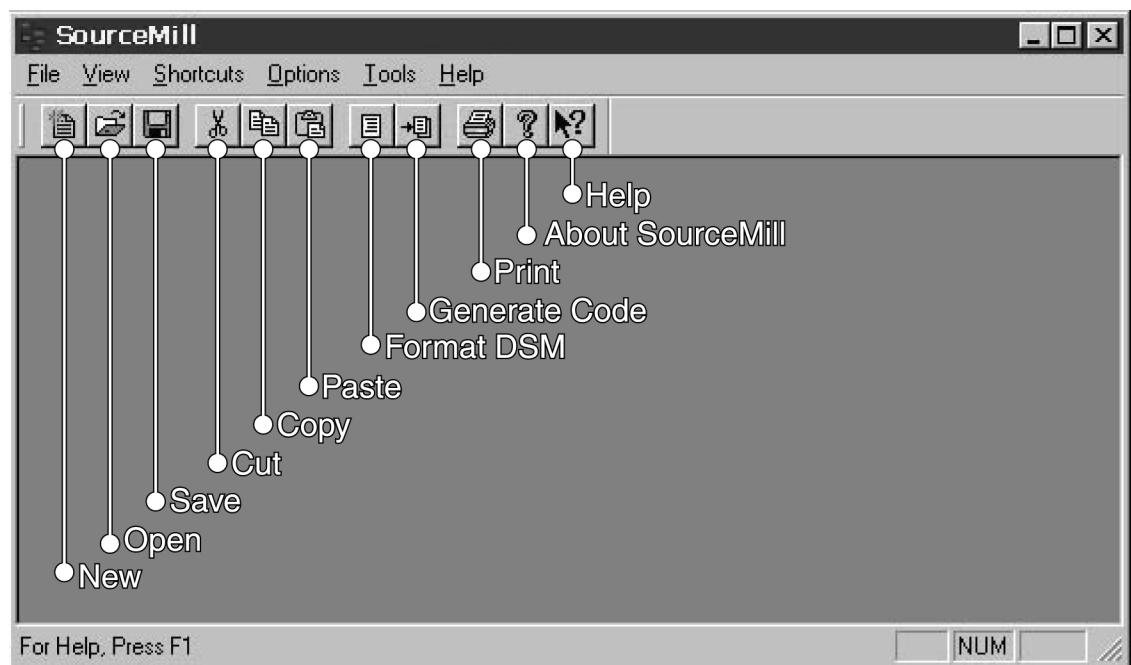 SourceMill
File View Shortcuts Options Tools Help
Help
About SourceMill
Print
Generate Code
Format DSM
Paste
Copy
Cut
Save
Open
New
For Help, Press F1 NUM